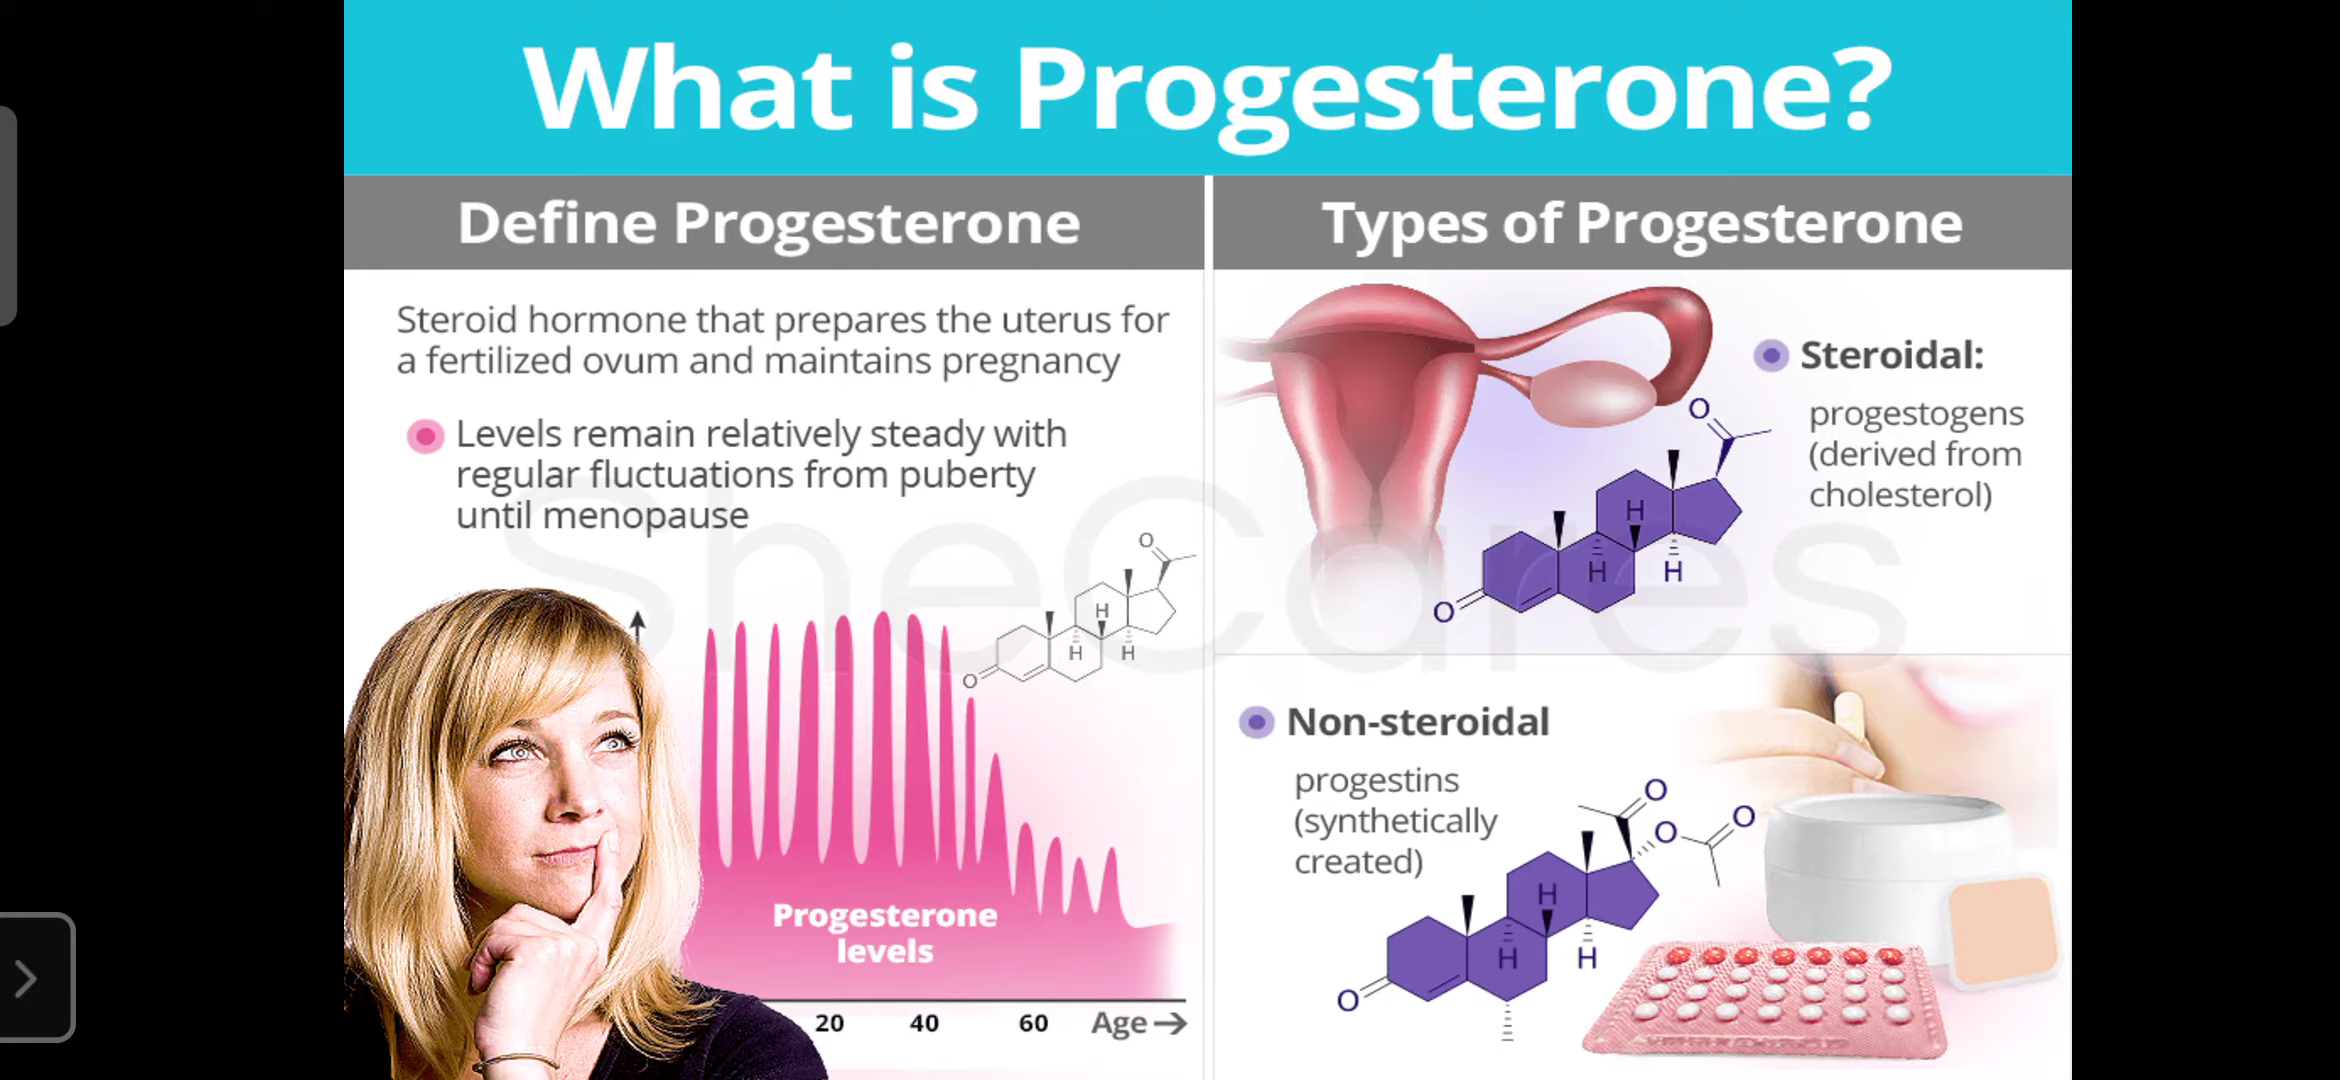 What is Progesterone?
Define Progesterone
Steroid hormone that prepares the uterus for
a fertilized ovum and maintains pregnancy
Levels remain relatively steady with
regular fluctuations from puberty
until menopause
O
H
H
H
O
Progesterone
levels
20 40 60 Age
Types of Progesterone
Steroidal:
progestogens
(derived from
cholesterol)
O
H
H
H
O
Non-steroidal
progestins
(synthetically
created)
O
O
O
H
H
H
O
SheCares